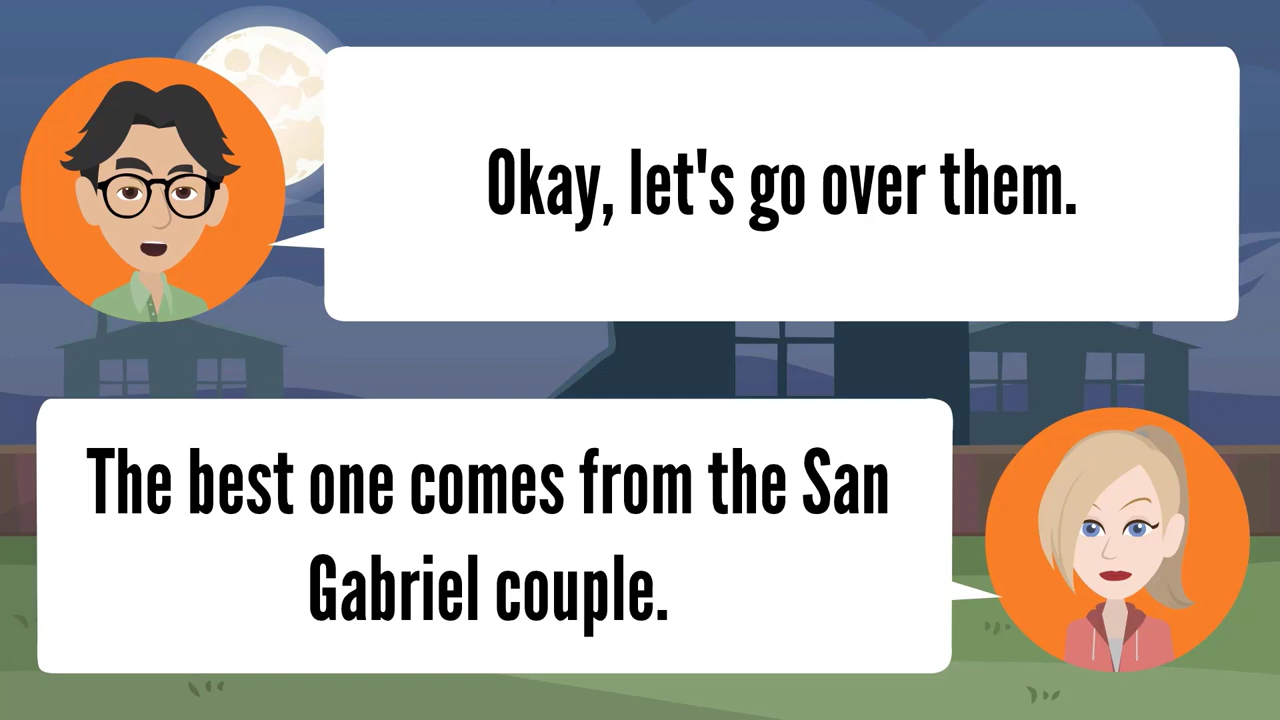 Okay, let's go over them.
The best one comes from the San
Gabriel couple.